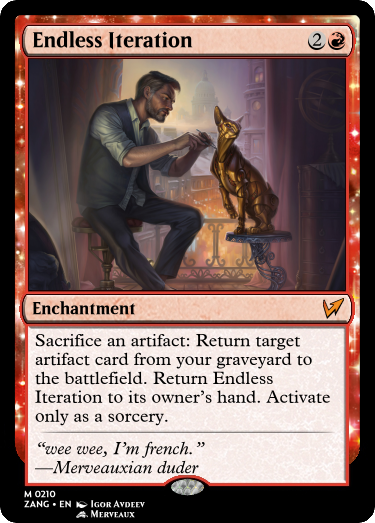 Endless Iteration 2
Enchantment
Sacrifice an artifact: Return target
artifact card from your graveyard to
the battlefield. Return Endless
Iteration to its owner's hand. Activate
only as a sorcery.
“wee wee, I'm french.”
—Merveauxian duder
M 0210
ZANG • EN Igor Avdeev
Merveaux